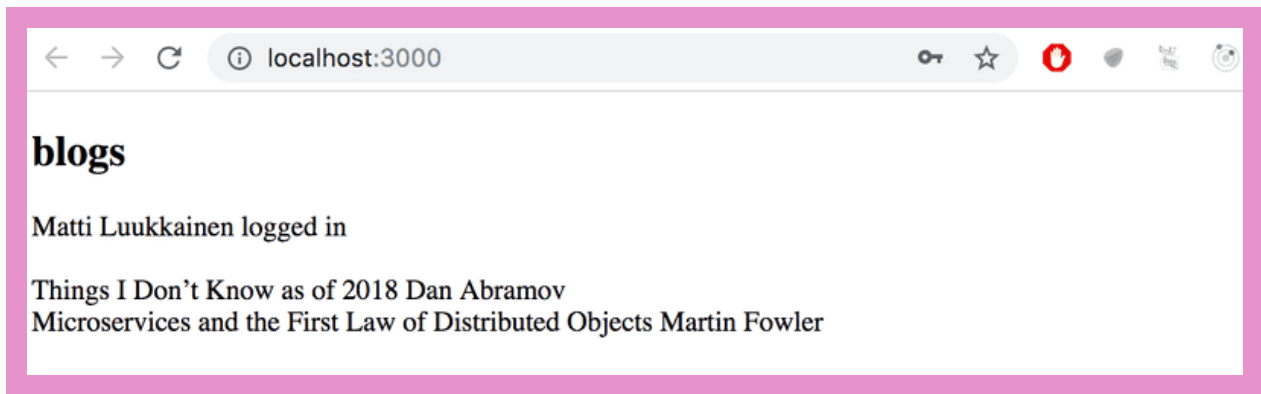 localhost:3000
blogs
Matti Luukkainen logged in
Things I Don’t Know as of 2018 Dan Abramov
Microservices and the First Law of Distributed Objects Martin Fowler